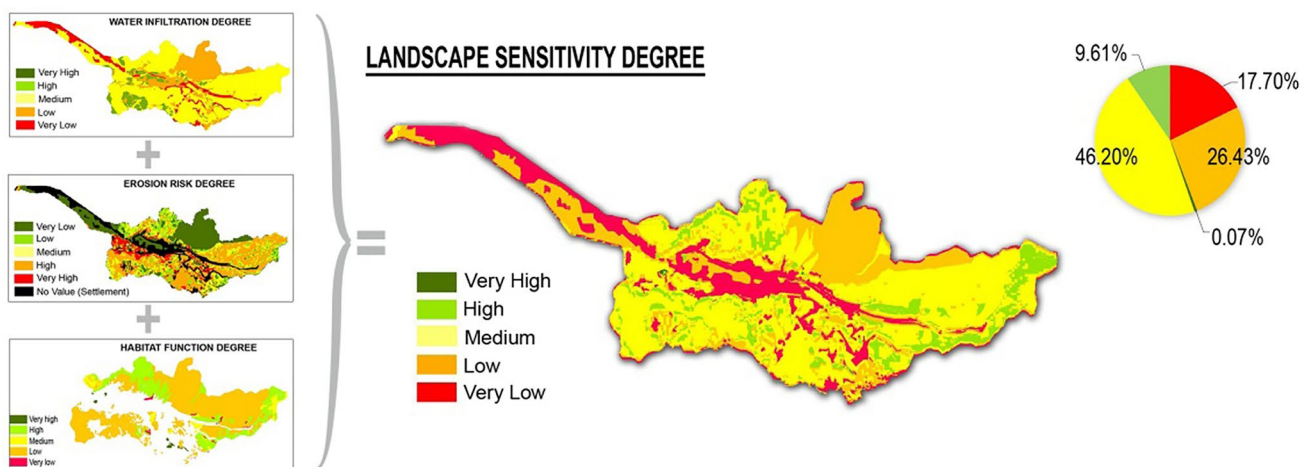 WATER INFILTRATION DEGREE
Very High
High
Medium
Low
Very Low
+
EROSION RISK DEGREE
Very Low
Low
Medium
High
Very High
No Value (Settlement)
+
HABITAT FUNCTION DEGREE
Very high
High
Medium
Low
Very low
=
LANDSCAPE SENSITIVITY DEGREE
Very High
High
Medium
Low
Very Low
9.61%
17.70%
46.20%
26.43%
0.07%